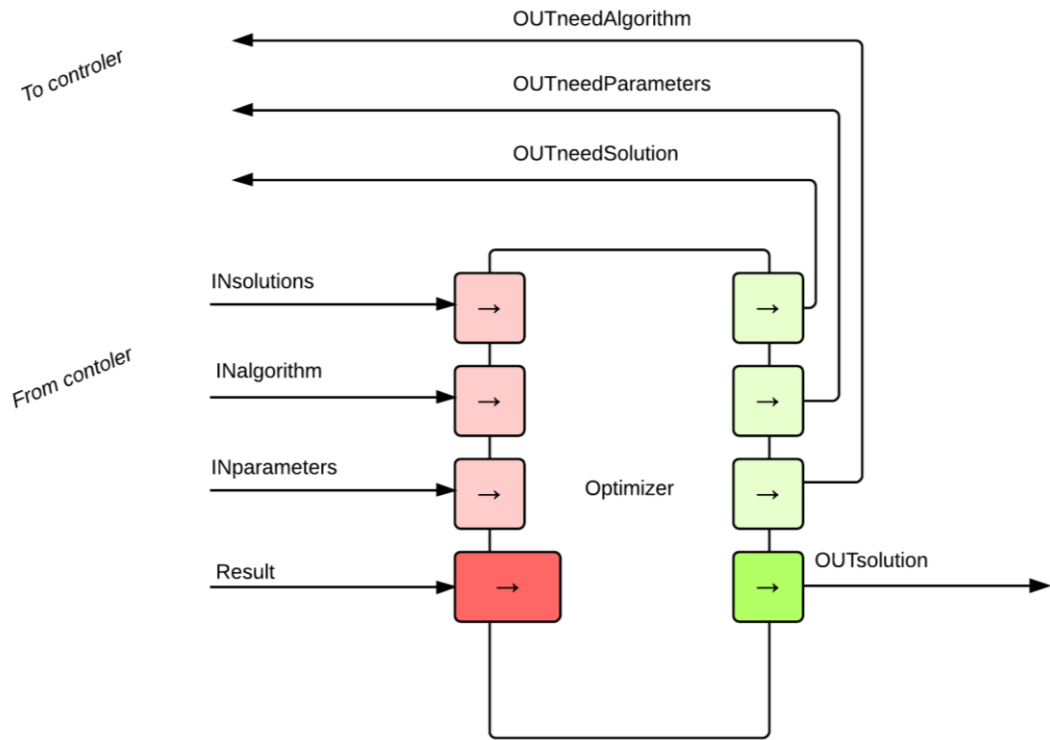 OUTneedAlgorithm
To controler
OUTneedParameters
OUTneedSolution
INsolutions
→ →
From contoler
INalgorithm
→ →
INparameters
→ Optimizer →
Result
→ →
OUTsolution